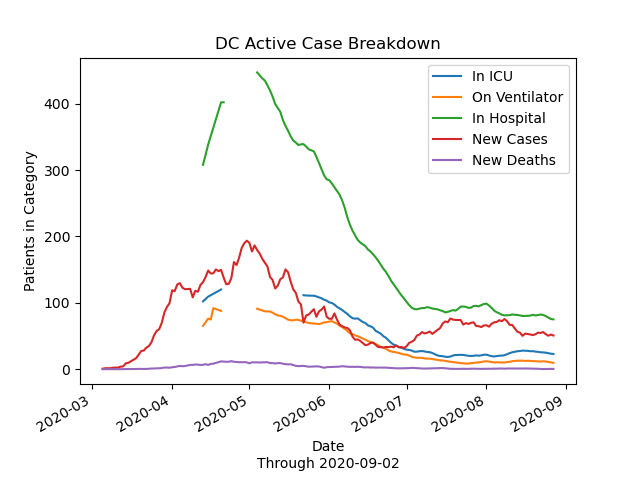 DC Active Case Breakdown
In ICU
On Ventilator
In Hospital
New Cases
New Deaths
Patients in Category
400
300
200
100
0
2020-03
2020-04
2020-05
2020-06
2020-07
2020-08
2020-09
Date
Through 2020-09-02